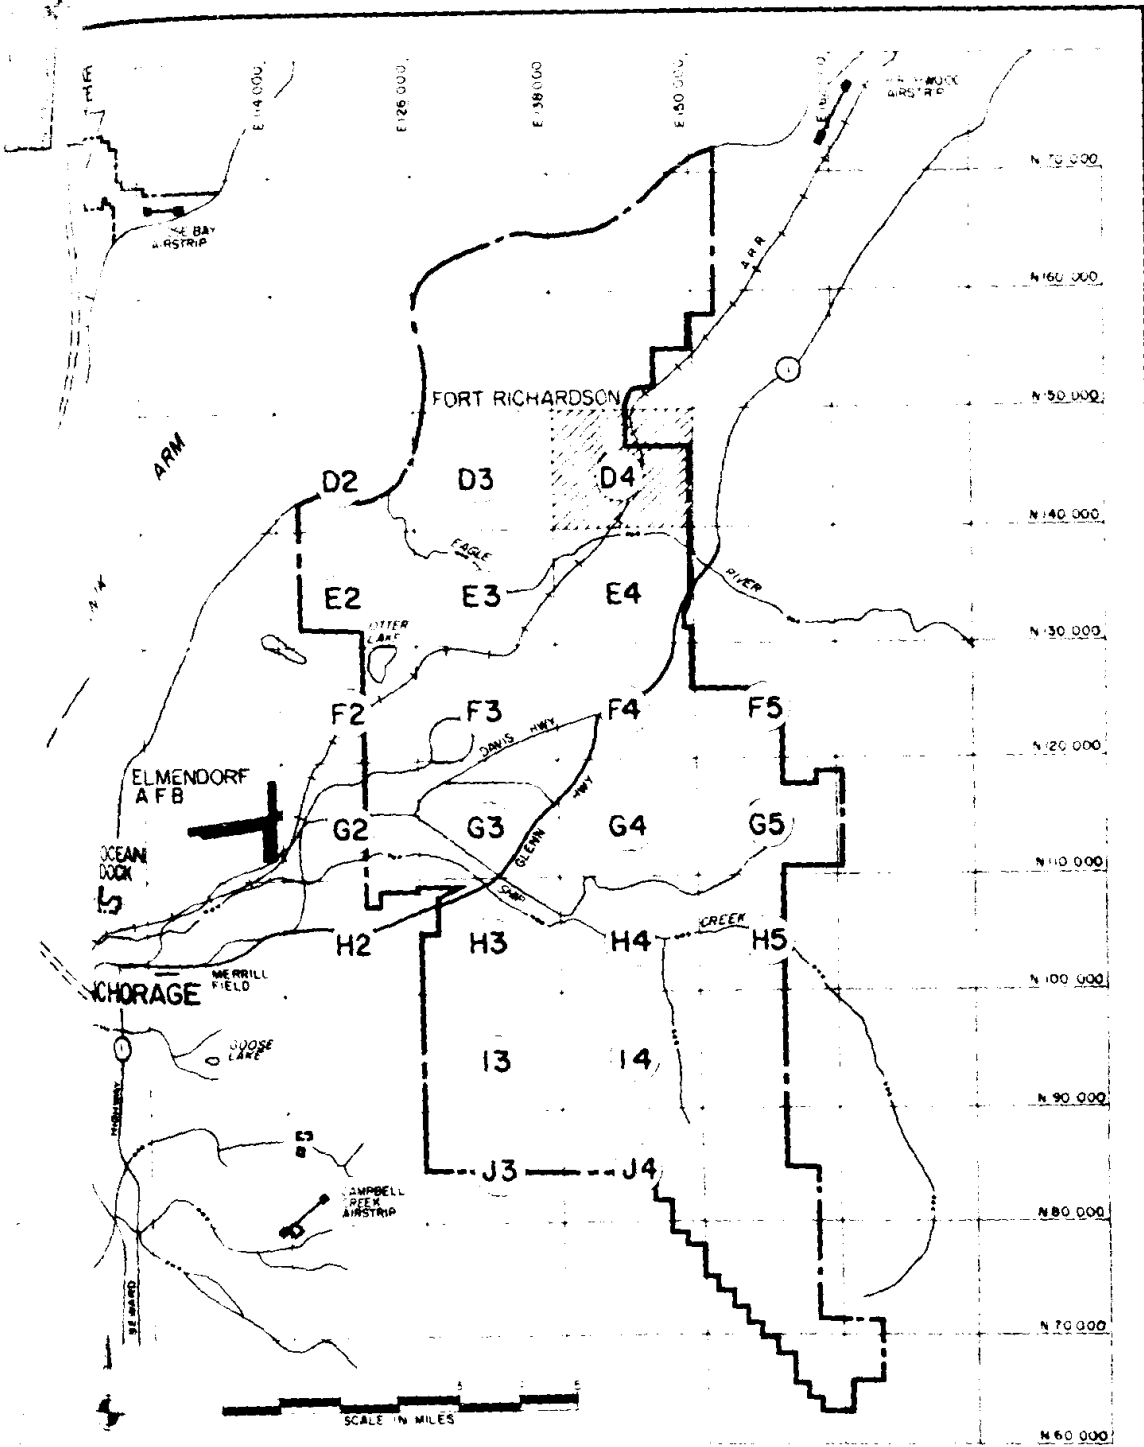 E 114 000
E 126 000
E 138 000
E 150 000
AIRSTRIP
N 170 000
BAY
AIRSTRIP
A R R
N 160 000
FORT RICHARDSON
N 150 000
ARM
D2
D3
D4
N 140 000
EAGLE
RIVER
E2
E3
E4
OTTER
LAKE
N 130 000
F2
F3
F4
F5
DAVIS HWY
N 120 000
ELMENDORF
A F B
G2
G3
G4
G5
GLENN HWY
OCEAN
DOCK
N 110 000
SHIP
CREEK
H2
H3
H4
H5
MERRILL
FIELD
N 100 000
CHORAGE
GOOSE
LAKE
I3
I4
HIGHWAY
N 90 000
J3
J4
CAMPBELL
CREEK
AIRSTRIP
N 80 000
SEWARD
N 70 000
SCALE IN MILES
N 60 000